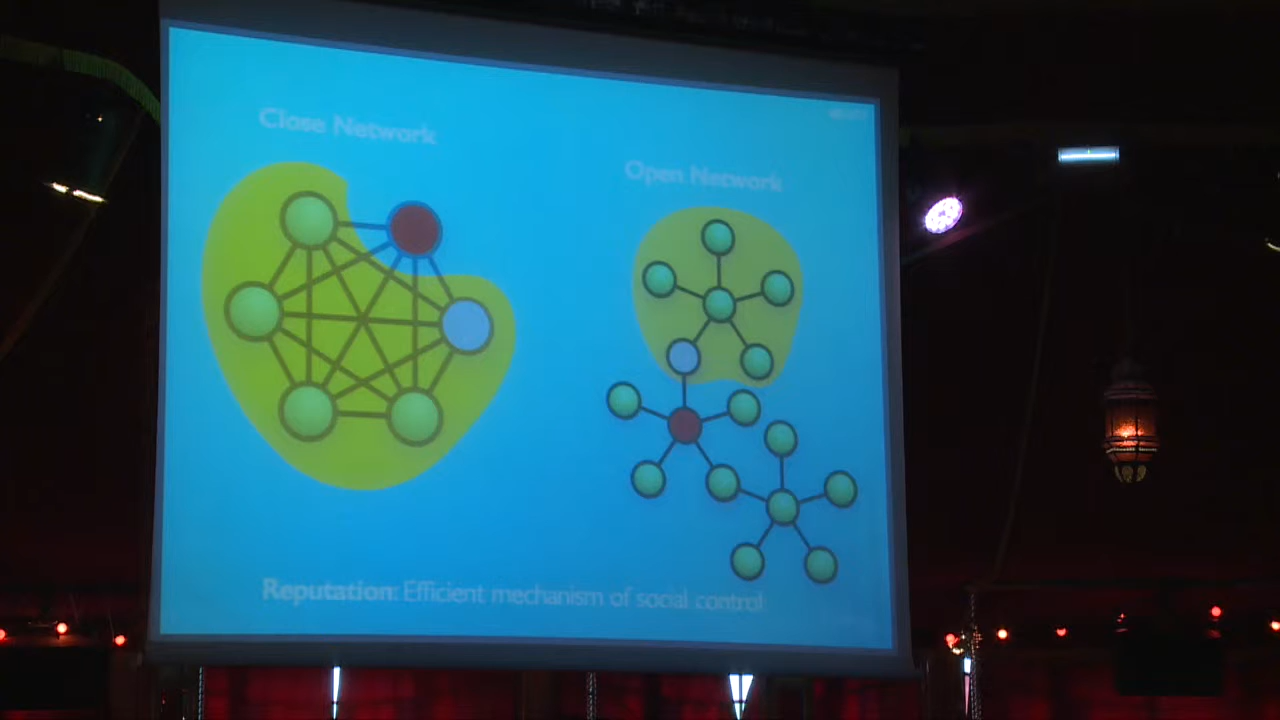 Close Network
Open Network
Reputation: Efficient mechanism of social control